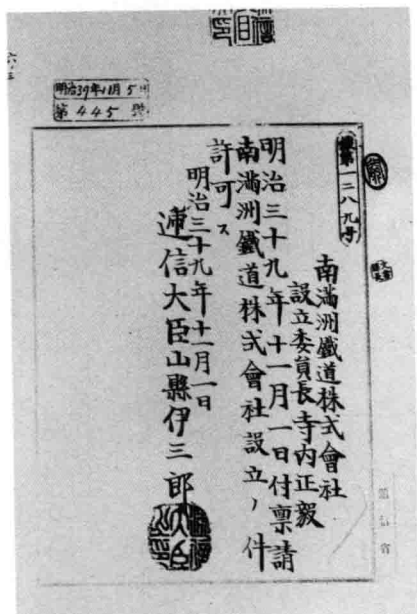 明治39年11月5日
第445号
第一三八九号
南滿洲鐵道株式會社
設立委員長寺内正毅
明治三十九年十一月一日付稟請
南滿洲鐵道株式會社設立ノ件
許可ス
明治三十九年十一月一日
逓信大臣山縣伊三郎